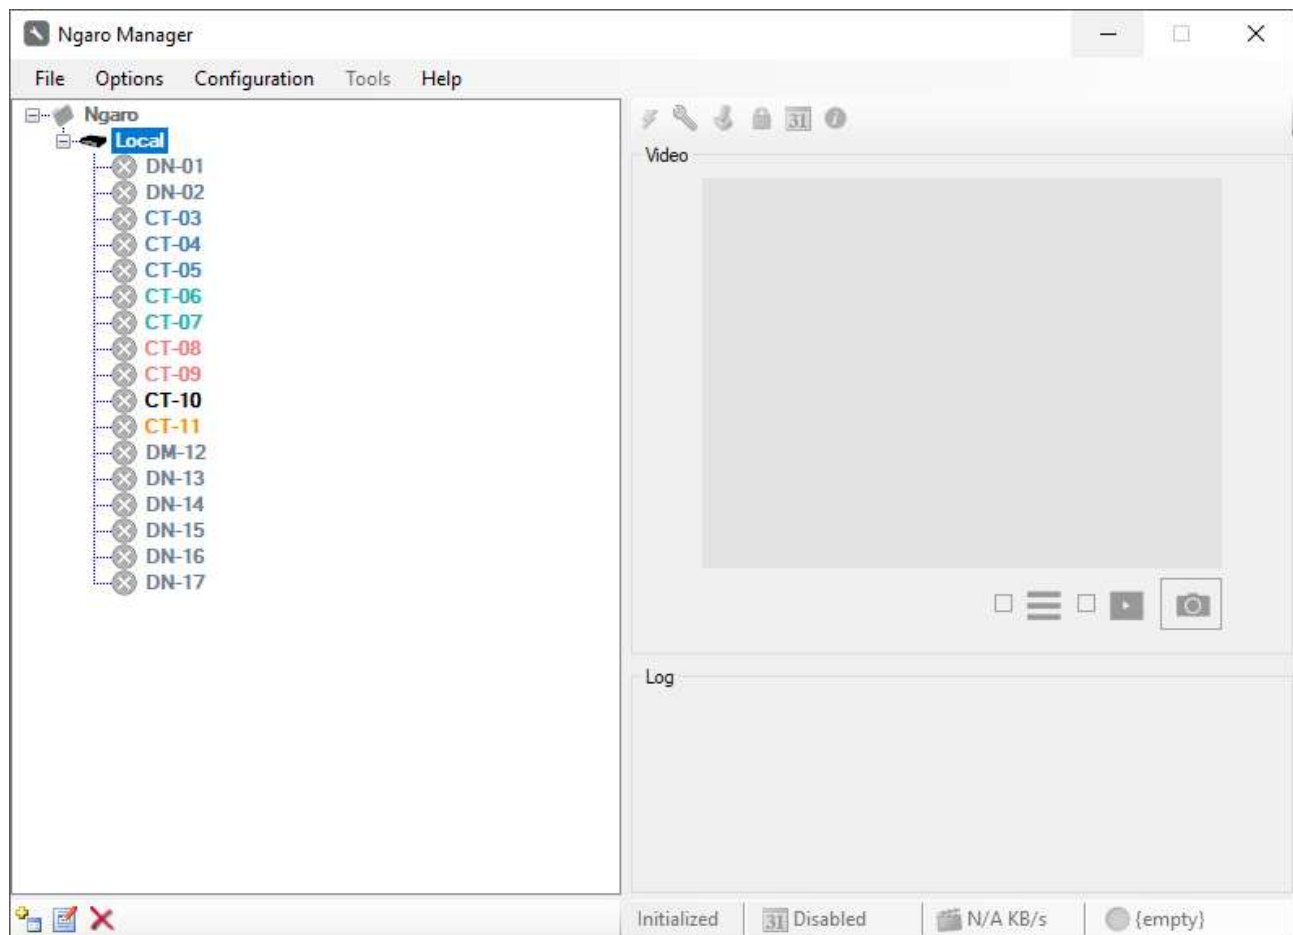 Ngaro Manager
File Options Configuration Tools Help
Ngaro
Local
DN-01
DN-02
CT-03
CT-04
CT-05
CT-06
CT-07
CT-08
CT-09
CT-10
CT-11
DM-12
DN-13
DN-14
DN-15
DN-16
DN-17
31
Video
Log
Initialized 31 Disabled N/A KB/s {empty}